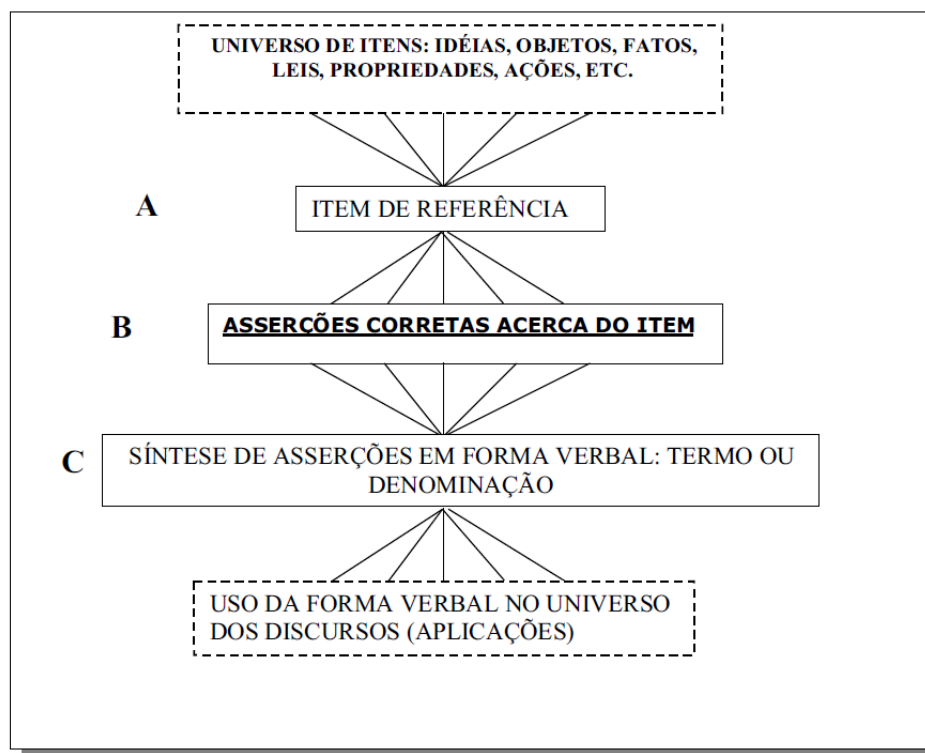 UNIVERSO DE ITENS: IDÉIAS, OBJETOS, FATOS,
LEIS, PROPRIEDADES, AÇÕES, ETC.
A
ITEM DE REFERÊNCIA
B
ASSERÇÕES CORRETAS ACERCA DO ITEM
C
SÍNTESE DE ASSERÇÕES EM FORMA VERBAL: TERMO OU
DENOMINAÇÃO
USO DA FORMA VERBAL NO UNIVERSO
DOS DISCURSOS (APLICAÇÕES)